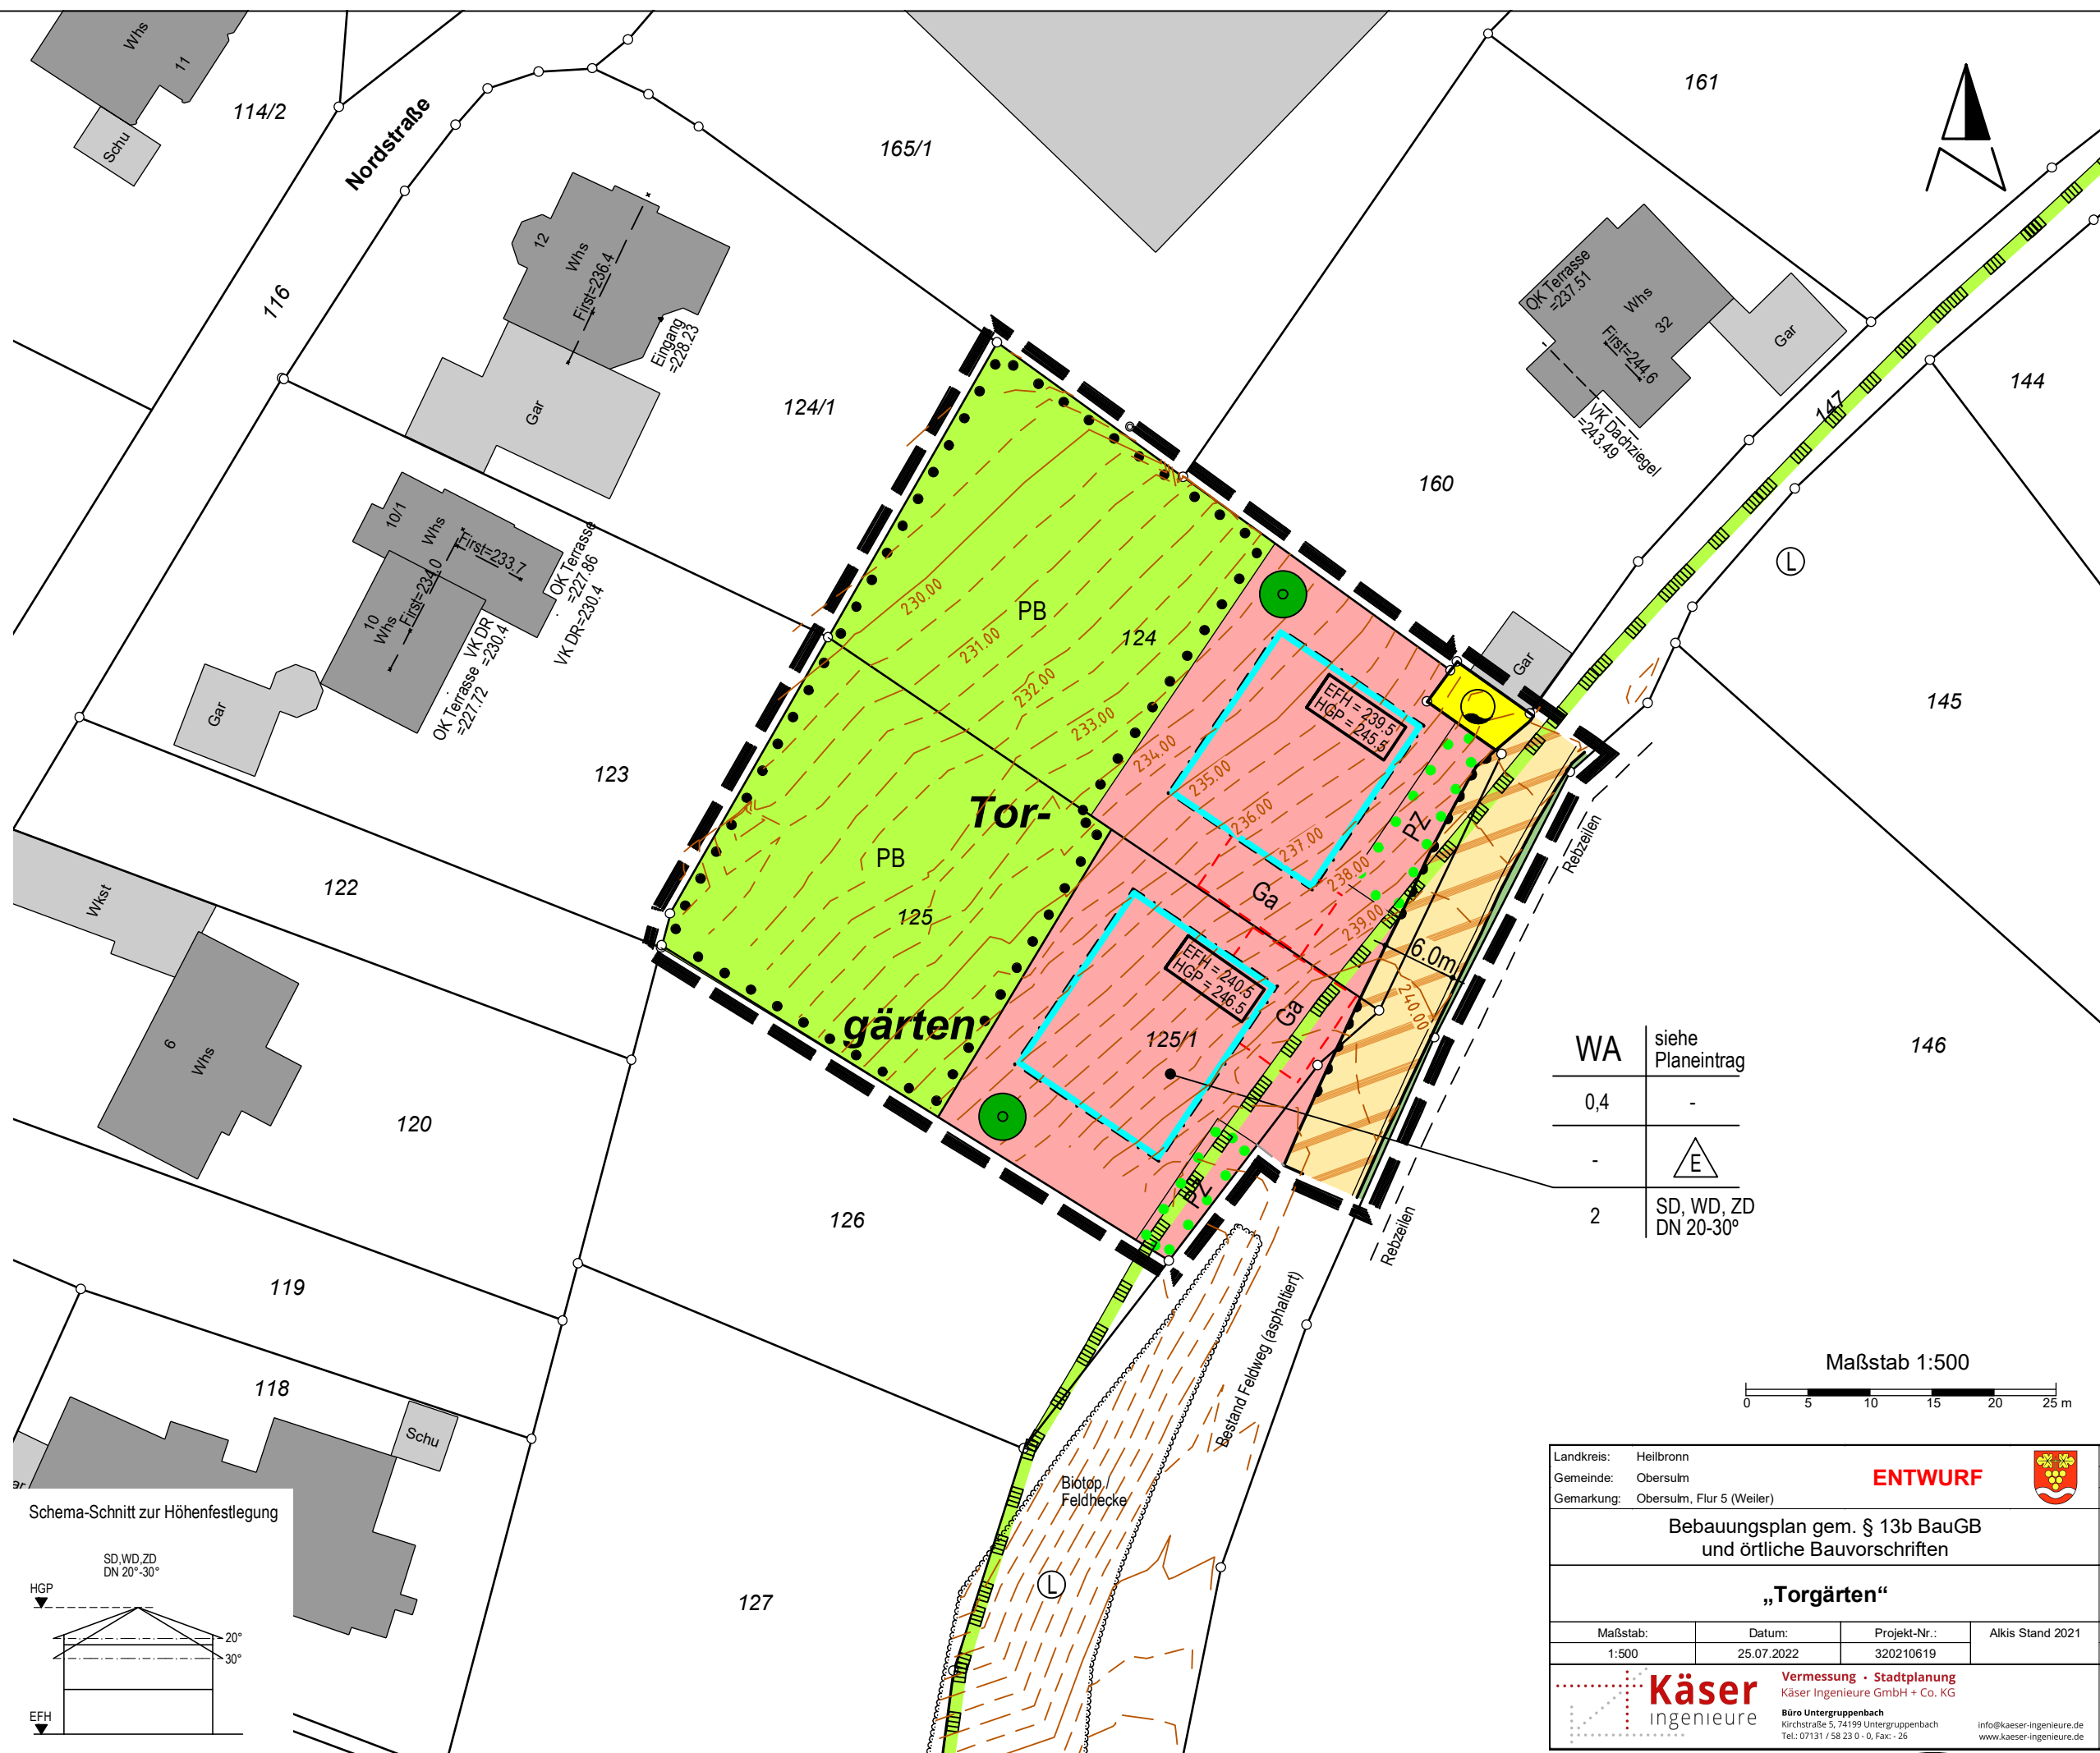 Whs
11
Schu
114/2
Nordstraße
116
165/1
161
12
Whs
First=236.4
Eingang
=228.23
Gar
124/1
OK Terrasse
=237.51
Whs
32
First=244.6
Gar
VK Dachziegel
=243.49
147
144
160
L
10/1
Whs
First=233.7
OK Terrasse
=227.86
VK DR=230.4
10
Whs
First=234.0
VK DR
=230.4
OK Terrasse
=227.72
Gar
123
122
Wkst
6
Whs
120
119
118
Schu
230.00
231.00
232.00
233.00
234.00
235.00
236.00
237.00
238.00
239.00
240.00
PB
124
PB
125
Tor-
gärten
EFH = 239.5
HGP = 245.5
EFH = 240.5
HGP = 246.5
Ga
Ga
125/1
PZ
PZ
6.0m
Gar
Rebzeilen
Rebzeilen
145
146
126
127
Bestand Feldweg (asphaltiert)
Biotop /
Feldhecke
L
WA
siehe
Planeintrag
0,4 -
- E
2
SD, WD, ZD
DN 20-30º
Maßstab 1:500
0 5 10 15 20 25 m
Schema-Schnitt zur Höhenfestlegung
SD,WD,ZD
DN 20°-30°
HGP
20°
30°
EFH
Landkreis: Heilbronn
Gemeinde: Obersulm
Gemarkung: Obersulm, Flur 5 (Weiler)
ENTWURF
Bebauungsplan gem. § 13b BauGB
und örtliche Bauvorschriften
„Torgärten“
Maßstab: Datum: Projekt-Nr.: Alkis Stand 2021
1:500 25.07.2022 320210619
Käser
ingenieure
Vermessung • Stadtplanung
Käser Ingenieure GmbH + Co. KG
Büro Untergruppenbach
Kirchstraße 5, 74199 Untergruppenbach
Tel.: 07131 / 58 23 0 - 0, Fax: - 26
info@kaeser-ingenieure.de
www.kaeser-ingenieure.de